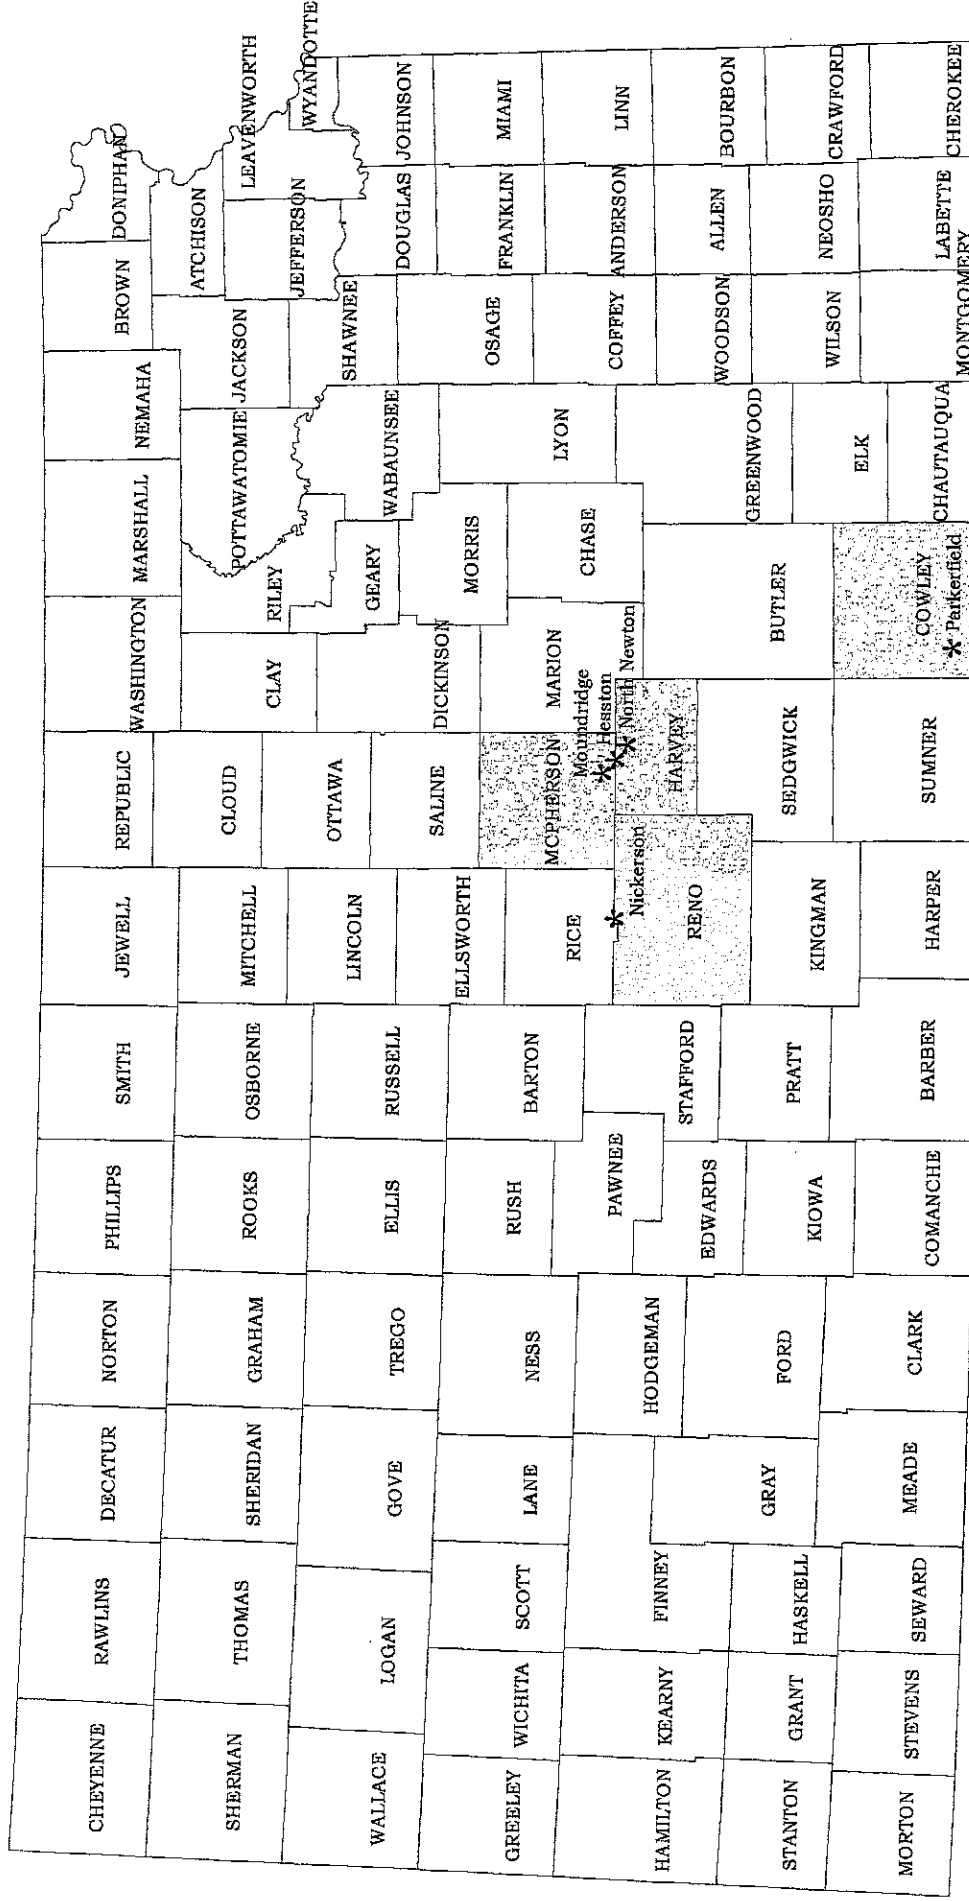 CHEYENNE
RAWLINS
DECATUR
NORTON
PHILLIPS
SMITH
JEWELL
REPUBLIC
WASHINGTON
MARSHALL
NEMAHA
BROWN
DONIPHAN
SHERMAN
THOMAS
SHERIDAN
GRAHAM
ROOKS
OSBORNE
MITCHELL
CLOUD
CLAY
RILEY
POTTAWATOMIE
JACKSON
ATCHISON
JEFFERSON
LEAVENWORTH
WYANDOTTE
WALLACE
LOGAN
GOVE
TREGO
ELLIS
RUSSELL
LINCOLN
OTTAWA
SALINE
DICKINSON
GEARY
WABAUNSEE
SHAWNEE
DOUGLAS
JOHNSON
GREELEY
WICHITA
SCOTT
LANE
NESS
RUSH
BARTON
ELLSWORTH
RICE
MCPHERSON
Moundridge
Hesston
North Newton
MARION
MORRIS
CHASE
LYON
OSAGE
FRANKLIN
MIAMI
HAMILTON
KEARNY
FINNEY
HODGEMAN
PAWNEE
STAFFORD
Nickerson
RENO
HARVEY
BUTLER
GREENWOOD
COFFEY
WOODSON
ANDERSON
ALLEN
LINN
BOURBON
STANTON
GRANT
HASKELL
GRAY
FORD
EDWARDS
KIOWA
PRATT
KINGMAN
SEDGWICK
ELK
WILSON
NEOSHO
CRAWFORD
MORTON
STEVENS
SEWARD
MEADE
CLARK
COMANCHE
BARBER
HARPER
SUMNER
COWLEY
Parkerfield
CHAUTAUQUA
MONTGOMERY
LABETTE
CHEROKEE